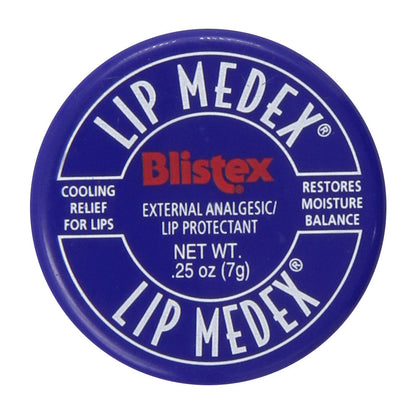 LIP MEDEX®
Blistex®
COOLING
RELIEF
FOR LIPS
EXTERNAL ANALGESIC/
LIP PROTECTANT
RESTORES
MOISTURE
BALANCE
NET WT.
.25 oz (7g)
LIP MEDEX®